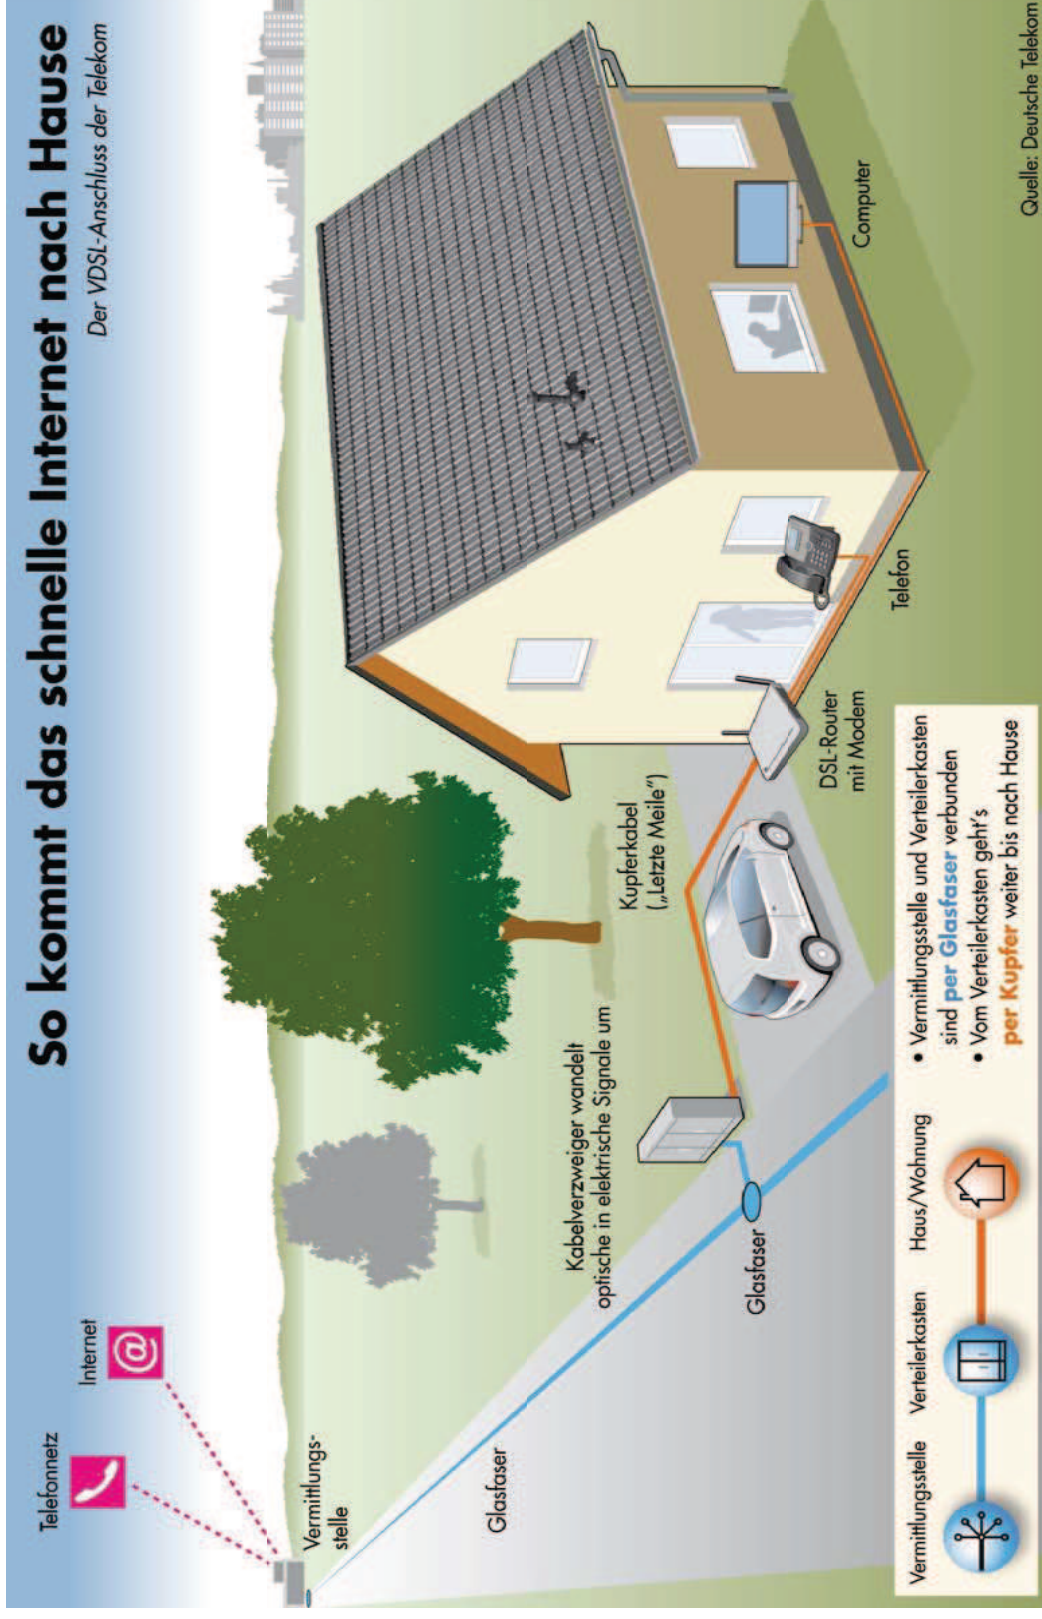 So kommt das schnelle Internet nach Hause
Der VDSL-Anschluss der Telekom
Telefonnetz
Internet
Vermittlungs-
stelle
Glasfaser
Kabelverzweiger wandelt
optische in elektrische Signale um
Glasfaser
Kupferkabel
(„Letzte Meile“)
DSL-Router
mit Modem
Telefon
Computer
Vermittlungsstelle
Verteilerkasten
Haus/Wohnung
• Vermittlungsstelle und Verteilerkasten
sind per Glasfaser verbunden
• Vom Verteilerkasten geht's
per Kupfer weiter bis nach Hause
Quelle: Deutsche Telekom